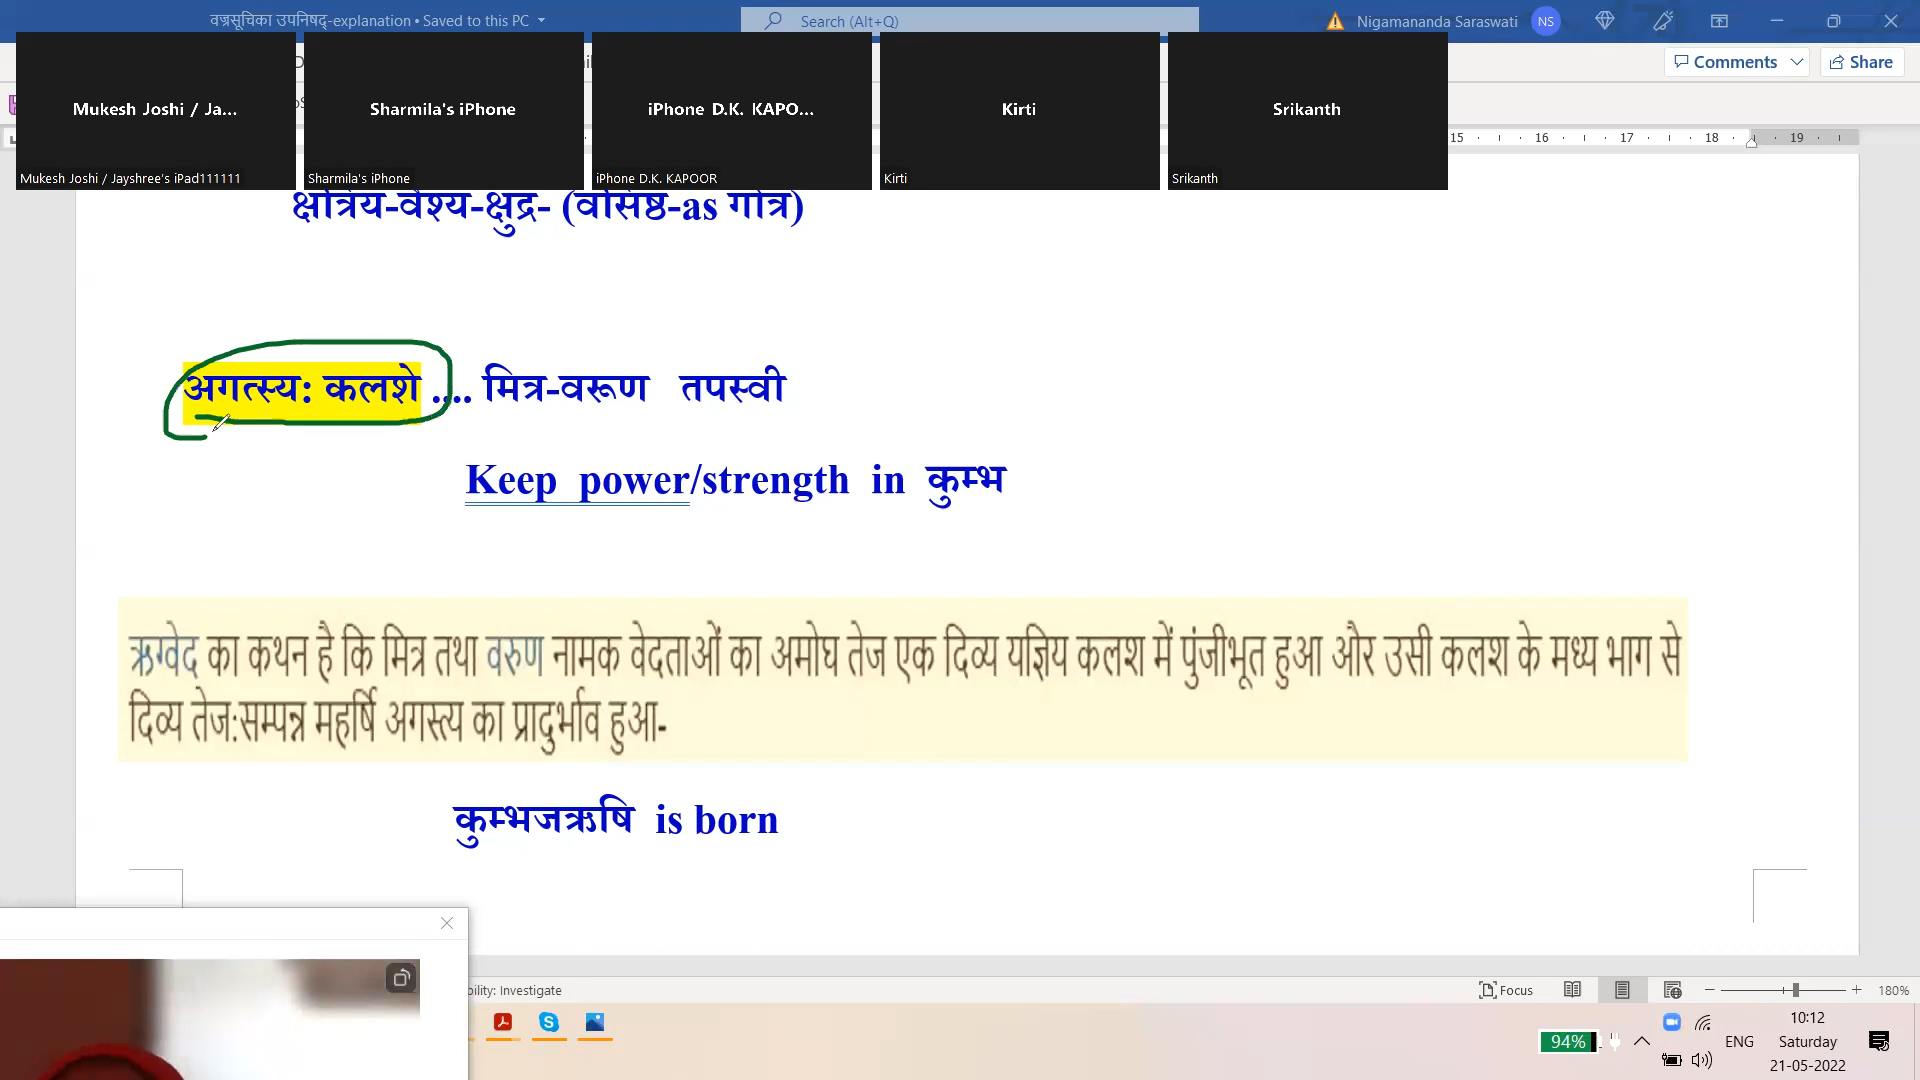 वज्रसूचिका उपनिषद्-explanation • Saved to this PC
Search (Alt+Q)
Nigamananda Saraswati
NS
Comments
Share
Mukesh Joshi / Ja...
Sharmila's iPhone
iPhone D.K. KAPO...
Kirti
Srikanth
Mukesh Joshi / Jayshree's iPad111111
Sharmila's iPhone
iPhone D.K. KAPOOR
Kirti
Srikanth
15 16 17 18 19
क्षत्रिय-वैश्य-क्षुद्र- (वसिष्ठ-as गोत्र)
अगत्स्य: कलशे .... मित्र-वरूण तपस्वी
Keep power/strength in कुम्भ
ऋग्वेद का कथन है कि मित्र तथा वरुण नामक वेदताओं का अमोघ तेज एक दिव्य यज्ञिय कलश में पुंजीभूत हुआ और उसी कलश के मध्य भाग से
दिव्य तेज:सम्पन्न महर्षि अगस्त्य का प्रादुर्भाव हुआ-
कुम्भजऋषि is born
bility: Investigate
Focus
180%
94%
ENG
10:12
Saturday
21-05-2022